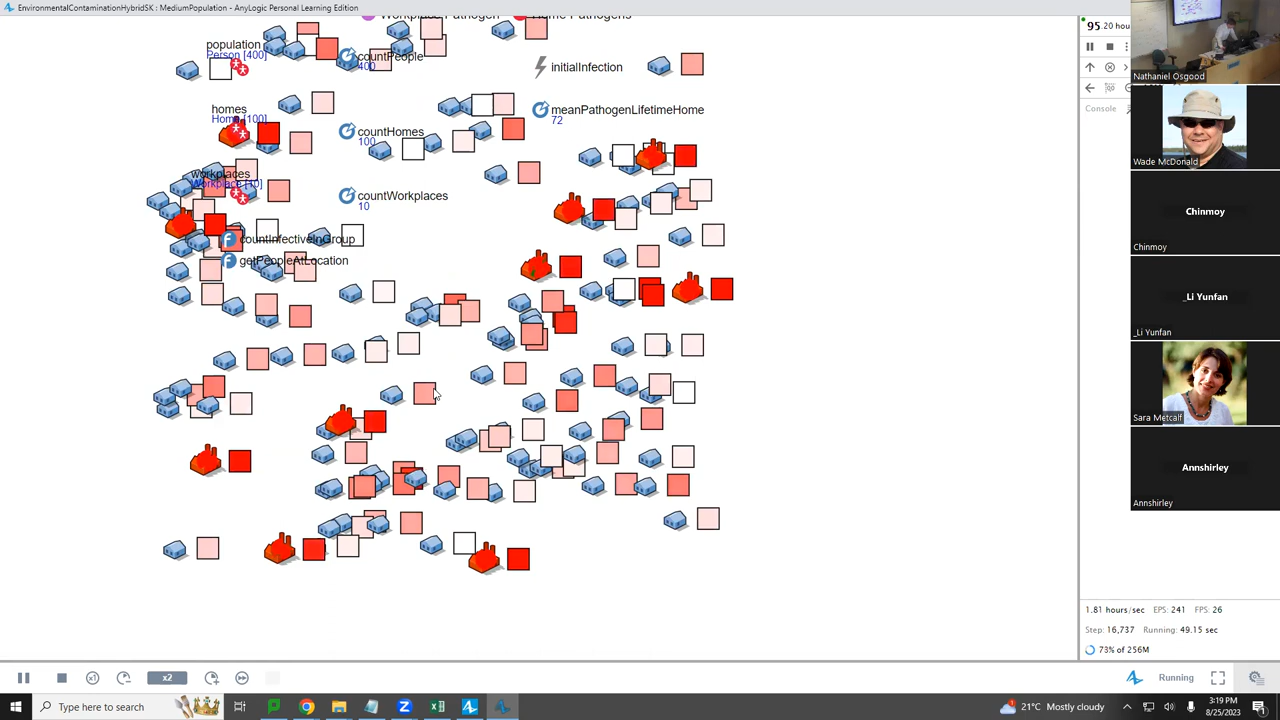 EnvironmentalContaminationHybridSK : MediumPopulation - AnyLogic Personal Learning Edition
Workplace Pathogen
Home Pathogens
population
Person [400]
countPeople
400
initialInfection
homes
Home [100]
meanPathogenLifetimeHome
72
countHomes
100
workplaces
Workplace [10]
countWorkplaces
10
countInfectiveInGroup
getPeopleAtLocation
95.20 hours
Console
Nathaniel Osgood
Wade McDonald
Chinmoy
Chinmoy
_Li Yunfan
_Li Yunfan
Sara Metcalf
Annshirley
Annshirley
1.81 hours/sec EPS: 241 FPS: 26
Step: 16,737 Running: 49.15 sec
73% of 256M
x1
x2
Running
Type here to search
21°C Mostly cloudy
3:19 PM
8/25/2023
1